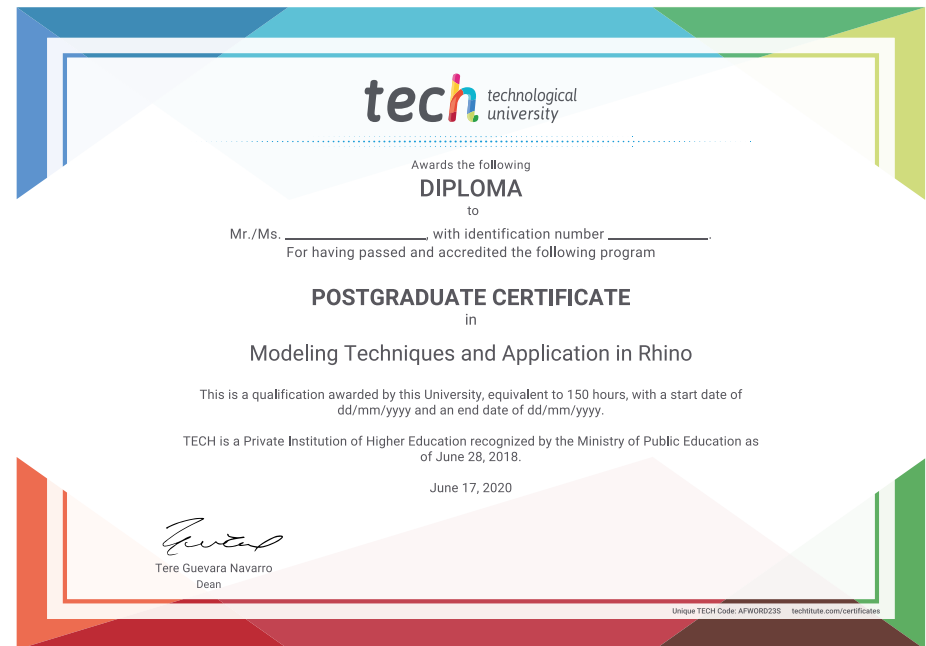 tech technological
university
Awards the following
DIPLOMA
to
Mr./Ms. ____________________, with identification number ______________.
For having passed and accredited the following program
POSTGRADUATE CERTIFICATE
in
Modeling Techniques and Application in Rhino
This is a qualification awarded by this University, equivalent to 150 hours, with a start date of
dd/mm/yyyy and an end date of dd/mm/yyyy.
TECH is a Private Institution of Higher Education recognized by the Ministry of Public Education as
of June 28, 2018.
June 17, 2020
Tere Guevara Navarro
Dean
Unique TECH Code: AFWORD23S techtitute.com/certificates